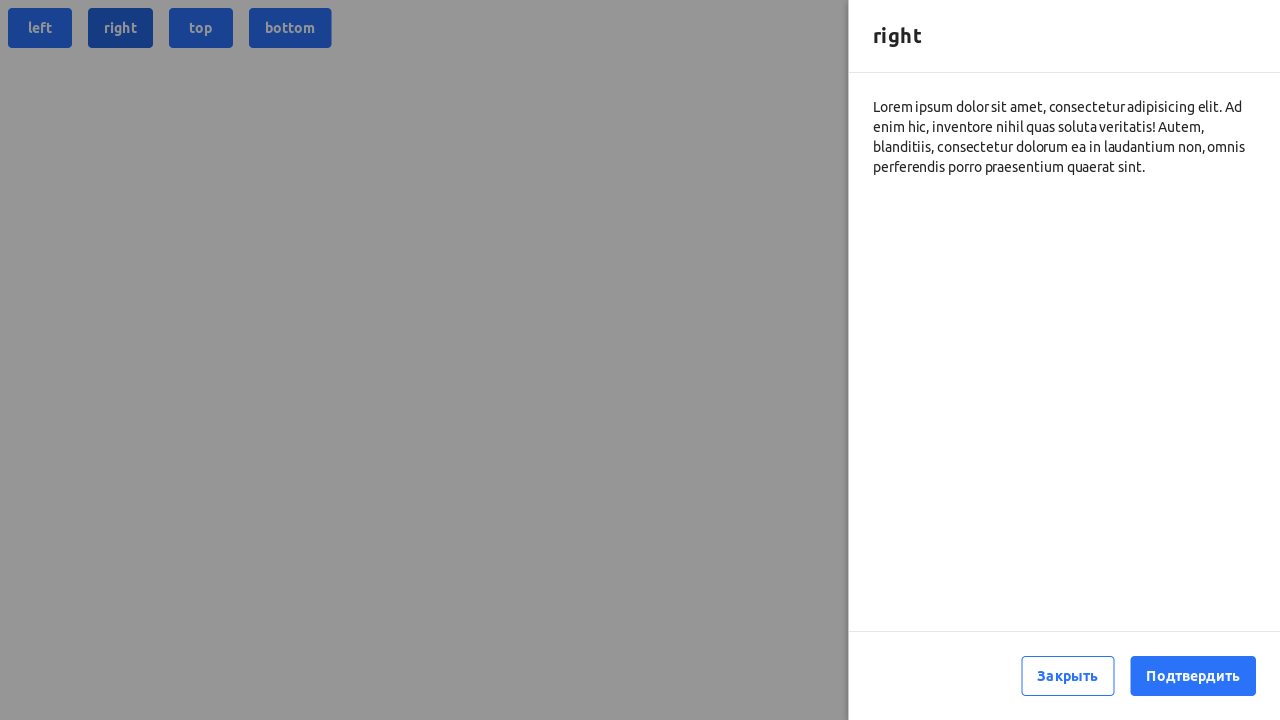 left
right
top
bottom
right
Lorem ipsum dolor sit amet, consectetur adipisicing elit. Ad
enim hic, inventore nihil quas soluta veritatis! Autem,
blanditiis, consectetur dolorum ea in laudantium non, omnis
perferendis porro praesentium quaerat sint.
Закрыть
Подтвердить